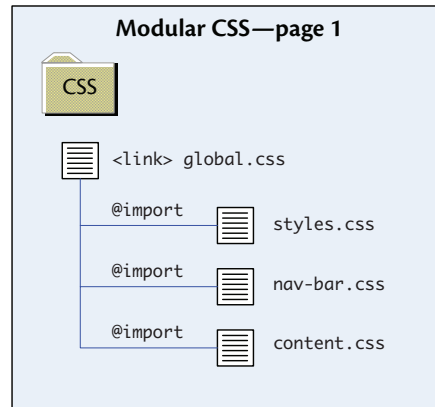 Modular CSS—page 1
CSS
<link> global.css
@import
styles.css
@import
nav-bar.css
@import
content.css